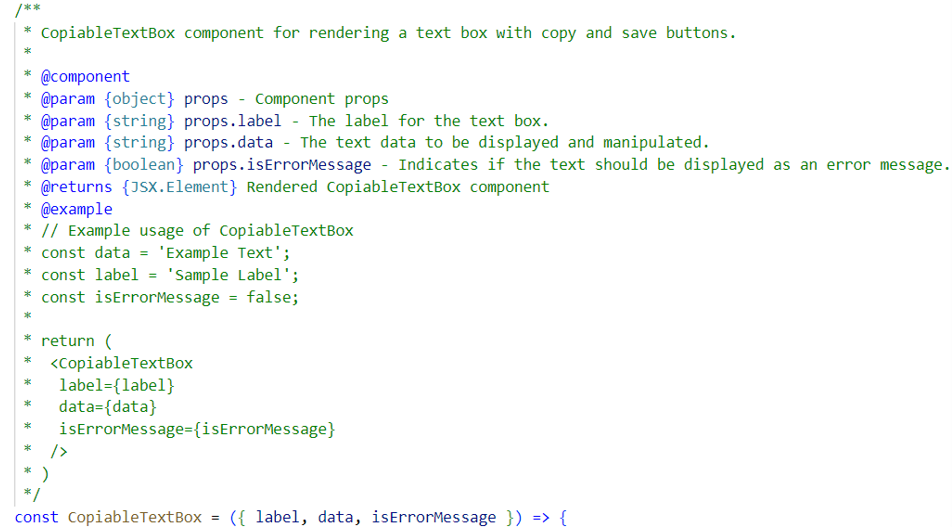 /**
 * CopiableTextBox component for rendering a text box with copy and save buttons.
 *
 * @component
 * @param {object} props - Component props
 * @param {string} props.label - The label for the text box.
 * @param {string} props.data - The text data to be displayed and manipulated.
 * @param {boolean} props.isErrorMessage - Indicates if the text should be displayed as an error message.
 * @returns {JSX.Element} Rendered CopiableTextBox component
 * @example
 * // Example usage of CopiableTextBox
 * const data = 'Example Text';
 * const label = 'Sample Label';
 * const isErrorMessage = false;
 *
 * return (
 *  <CopiableTextBox
 *   label={label}
 *   data={data}
 *   isErrorMessage={isErrorMessage}
 *  />
 * )
 */
const CopiableTextBox = ({ label, data, isErrorMessage }) => {